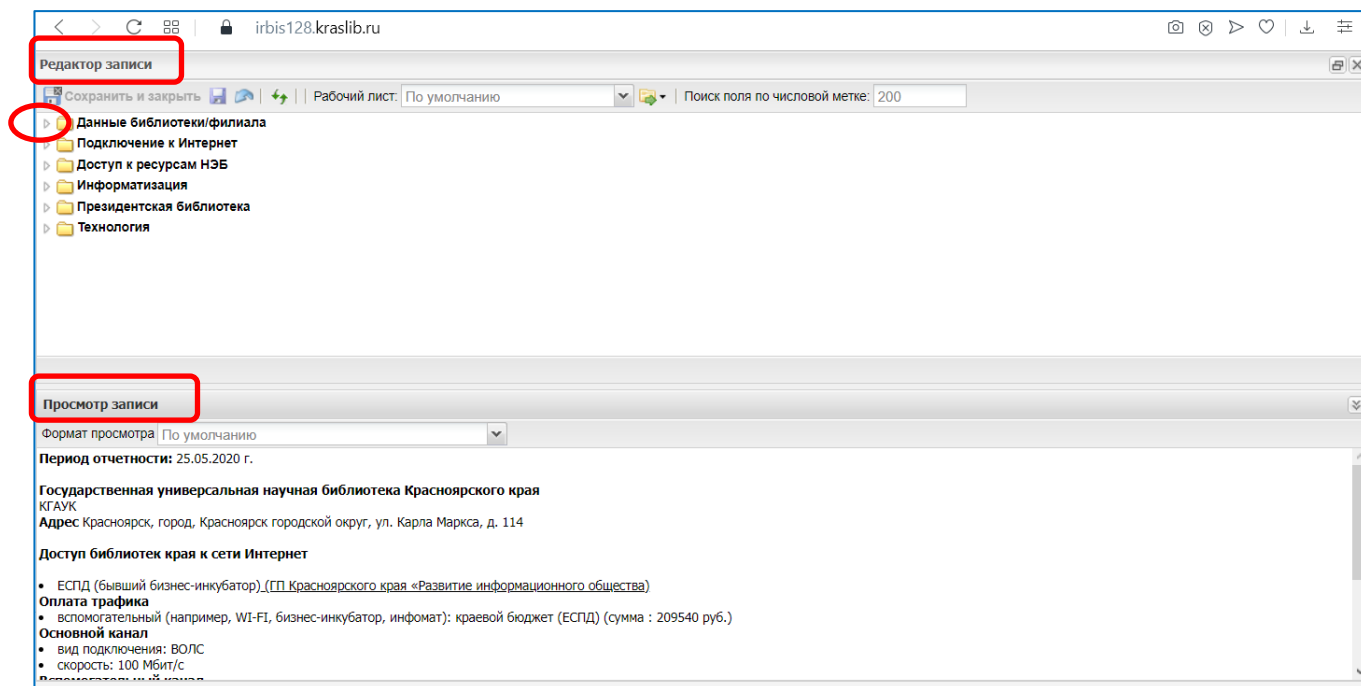 irbis128.kraslib.ru
Редактор записи
Сохранить и закрыть Рабочий лист: По умолчанию Поиск поля по числовой метке: 200
Данные библиотеки/филиала
Подключение к Интернет
Доступ к ресурсам НЭБ
Информатизация
Президентская библиотека
Технология
Просмотр записи
Формат просмотра По умолчанию
Период отчетности: 25.05.2020 г.
Государственная универсальная научная библиотека Красноярского края
КГАУК
Адрес Красноярск, город, Красноярск городской округ, ул. Карла Маркса, д. 114
Доступ библиотек края к сети Интернет
• ЕСПД (бывший бизнес-инкубатор) (ГП Красноярского края «Развитие информационного общества)
Оплата трафика
• вспомогательный (например, WI-FI, бизнес-инкубатор, инфомат): краевой бюджет (ЕСПД) (сумма : 209540 руб.)
Основной канал
• вид подключения: ВОЛС
• скорость: 100 Мбит/с
Вспомогательный канал